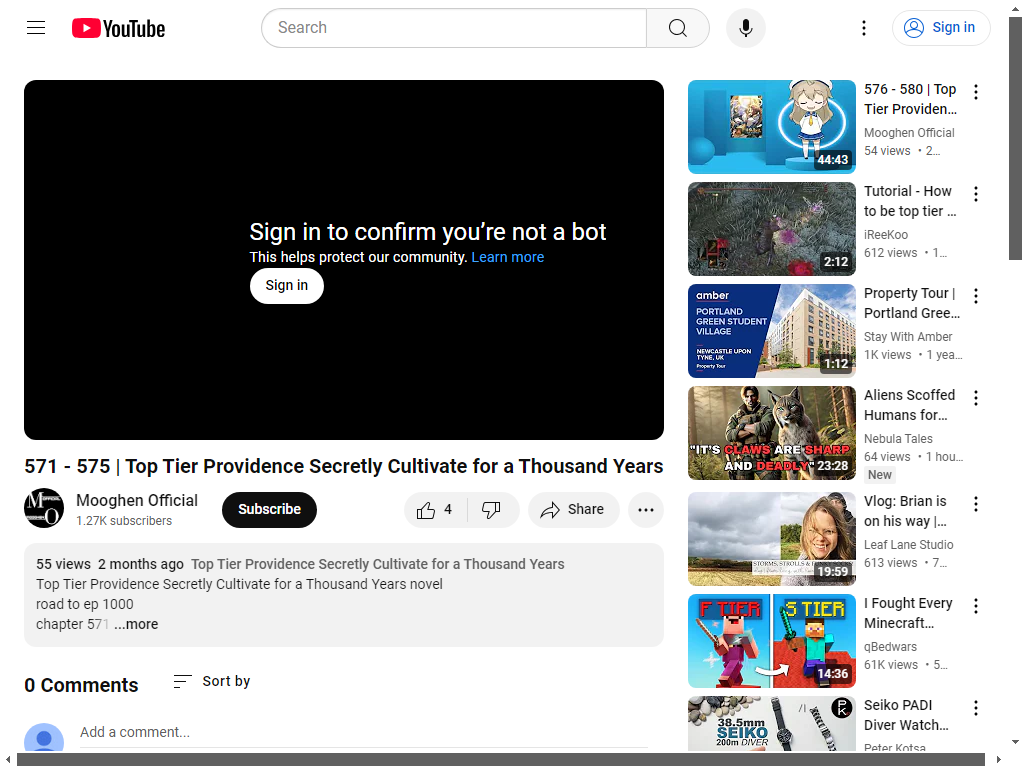 YouTube
Search
Sign in
Sign in to confirm you're not a bot
This helps protect our community. Learn more
Sign in
571 - 575 | Top Tier Providence Secretly Cultivate for a Thousand Years
Mooghen Official
1.27K subscribers
Subscribe
4
Share
55 views 2 months ago Top Tier Providence Secretly Cultivate for a Thousand Years
Top Tier Providence Secretly Cultivate for a Thousand Years novel
road to ep 1000
chapter 571 ...more
0 Comments
Sort by
Add a comment...
44:43
576 - 580 | Top
Tier Providen...
Mooghen Official
54 views • 2...
2:12
Tutorial - How
to be top tier ...
iReeKoo
612 views • 1...
amber
PORTLAND
GREEN STUDENT
VILLAGE
NEWCASTLE UPON
TYNE, UK
Property Tour
1:12
Property Tour |
Portland Gree...
Stay With Amber
1K views • 1 yea...
"IT'S CLAWS ARE SHARP
AND DEADLY"
23:28
Aliens Scoffed
Humans for...
Nebula Tales
64 views • 1 hou...
New
STORMS, STROLLS &
19:59
Vlog: Brian is
on his way |...
Leaf Lane Studio
613 views • 7...
F TIER
S TIER
14:36
I Fought Every
Minecraft...
qBedwars
61K views • 5...
38.5mm
SEIKO
200m DIVER
PK
Seiko PADI
Diver Watch...
Peter Kotsa